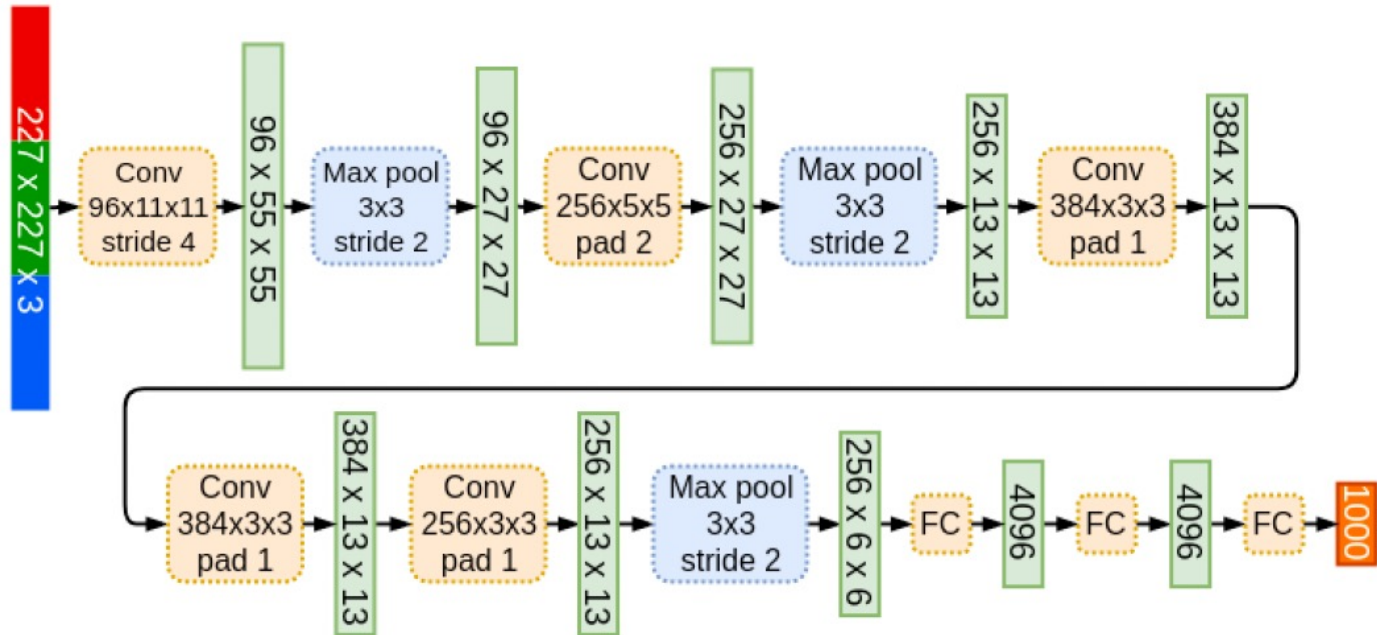 227 x 227 x 3
Conv
96x11x11
stride 4
96 x 55 x 55
Max pool
3x3
stride 2
96 x 27 x 27
Conv
256x5x5
pad 2
256 x 27 x 27
Max pool
3x3
stride 2
256 x 13 x 13
Conv
384x3x3
pad 1
384 x 13 x 13
Conv
384x3x3
pad 1
384 x 13 x 13
Conv
256x3x3
pad 1
256 x 13 x 13
Max pool
3x3
stride 2
256 x 6 x 6
FC
4096
FC
4096
FC
1000